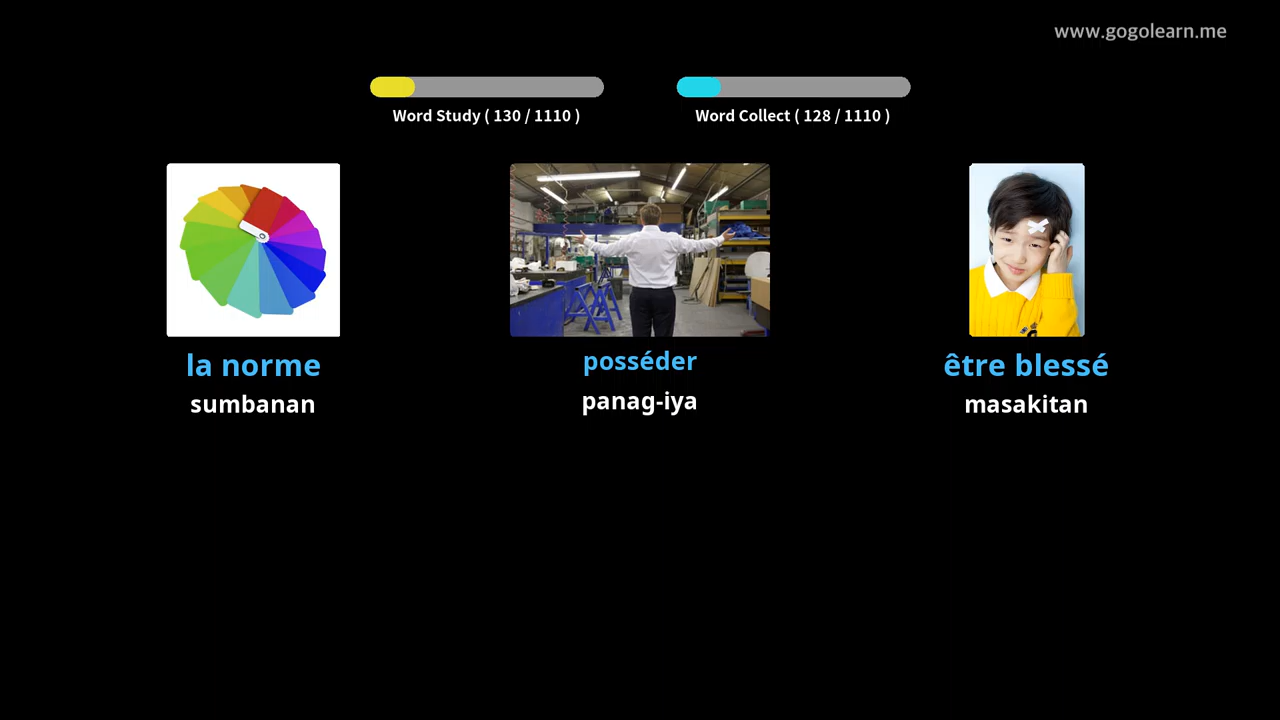 www.gogolearn.me
Word Study ( 130 / 1110 )
Word Collect ( 128 / 1110 )
la norme
sumbanan
posséder
panag-iya
être blessé
masakitan